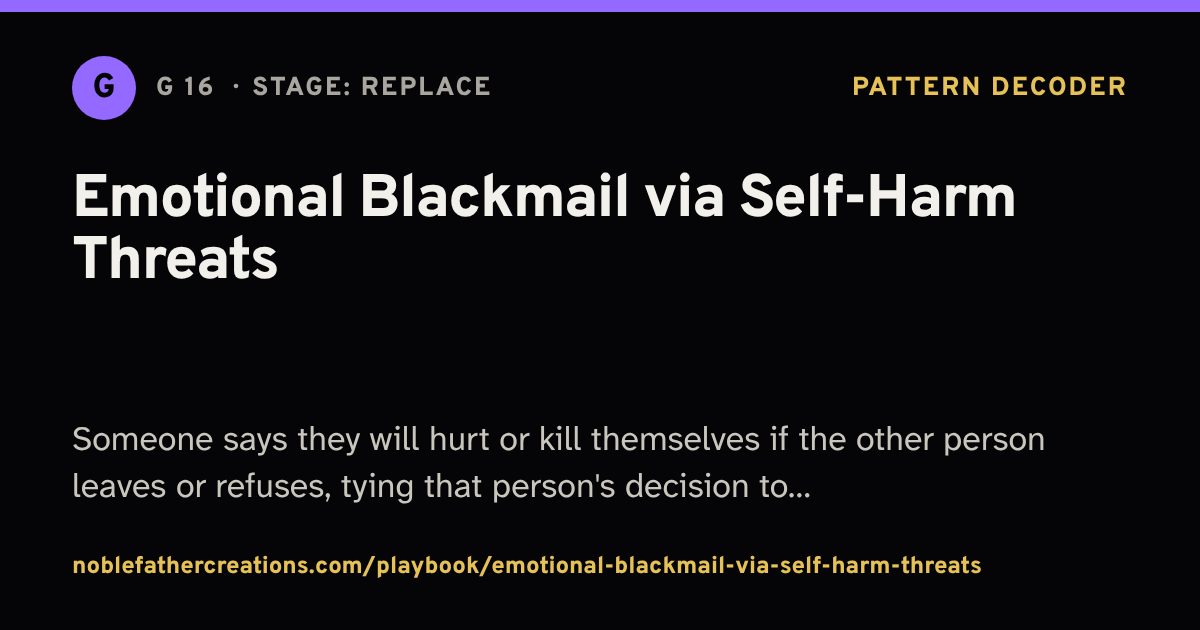 G
G 16 · STAGE: REPLACE
PATTERN DECODER
Emotional Blackmail via Self-Harm
Threats
Someone says they will hurt or kill themselves if the other person
leaves or refuses, tying that person's decision to...
noblefathercreations.com/playbook/emotional-blackmail-via-self-harm-threats